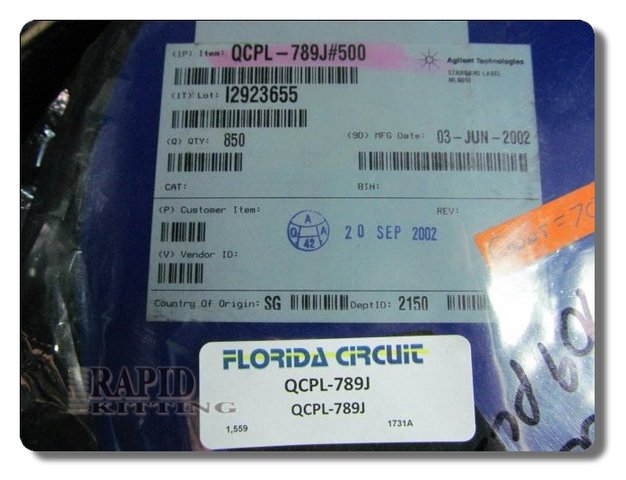 (1P) Item: QCPL-789J#500
Agilent Technologies
STANDARD LABEL
(1T) Lot: I2923655
(Q) QTY: 850
(9D) MFG Date: 03-JUN-2002
CAT:
BIN:
(P) Customer Item:
REV:
Q A A
42
20 SEP 2002
(V) Vendor ID:
Country Of Origin: SG
DeptID: 2150
FLORIDA CIRCUIT
QCPL-789J
QCPL-789J
1,559
1731A
RAPID
KITTING